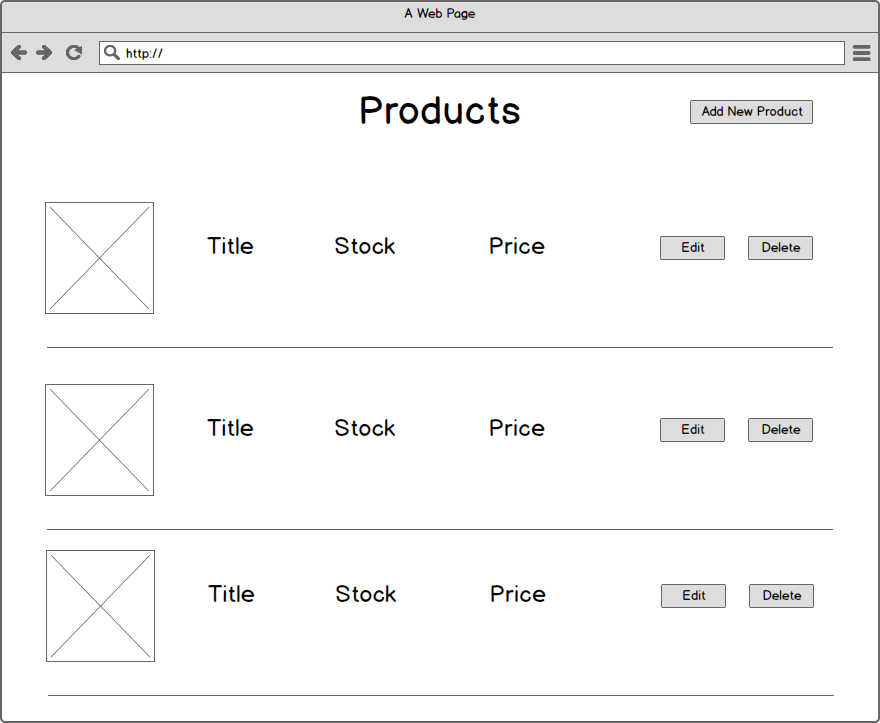 A Web Page
http://
Products
Add New Product
Title Stock Price Edit Delete
Title Stock Price Edit Delete
Title Stock Price Edit Delete